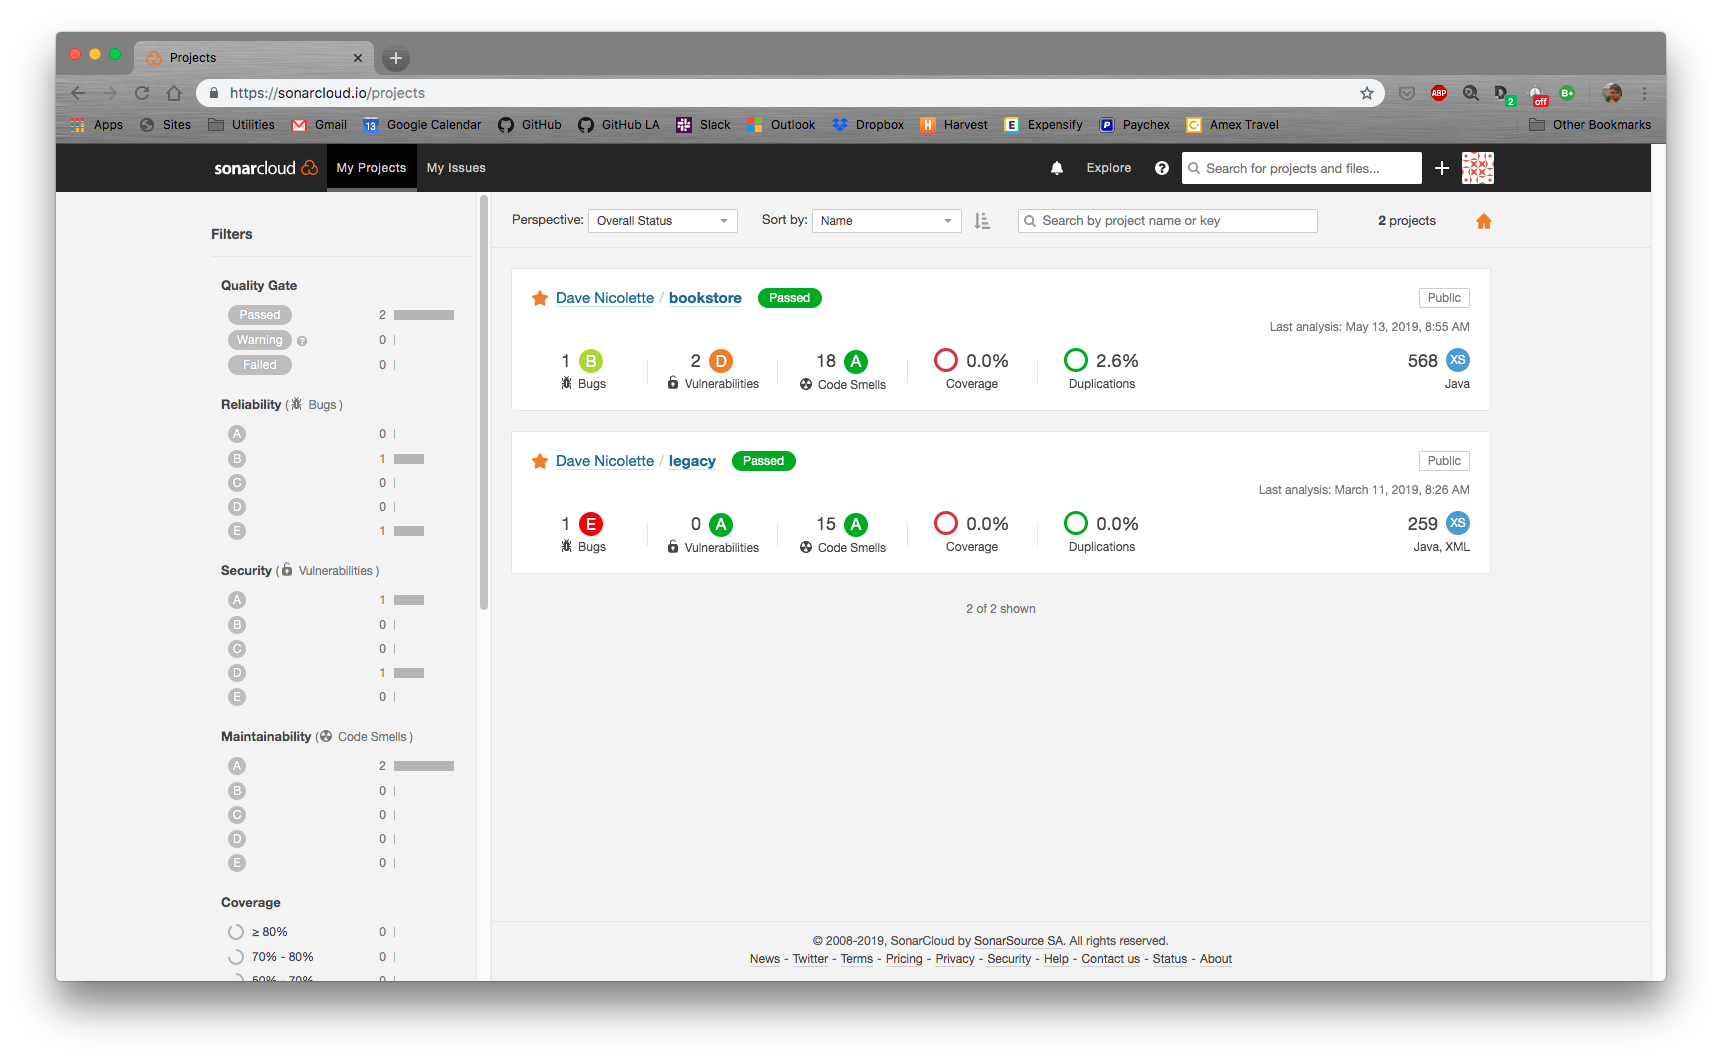 Projects
https://sonarcloud.io/projects
ABP
2
off
B+
Apps
Sites
Utilities
Gmail
13
Google Calendar
GitHub
GitHub LA
Slack
Outlook
Dropbox
H Harvest
E Expensify
P Paychex
C Amex Travel
Other Bookmarks
sonarcloud
My Projects
My Issues
Explore
?
Search for projects and files...
Filters
Quality Gate
Passed 2
Warning ? 0
Failed 0
Reliability ( Bugs )
A 0
B 1
C 0
D 0
E 1
Security ( Vulnerabilities )
A 1
B 0
C 0
D 1
E 0
Maintainability ( Code Smells )
A 2
B 0
C 0
D 0
E 0
Coverage
≥ 80% 0
70% - 80% 0
50% - 70% 0
Perspective: Overall Status
Sort by: Name
Search by project name or key
2 projects
Dave Nicolette / bookstore Passed
Public
Last analysis: May 13, 2019, 8:55 AM
1 B 2 D 18 A 0.0% 2.6% 568 XS
Bugs Vulnerabilities Code Smells Coverage Duplications Java
Dave Nicolette / legacy Passed
Public
Last analysis: March 11, 2019, 8:26 AM
1 E 0 A 15 A 0.0% 0.0% 259 XS
Bugs Vulnerabilities Code Smells Coverage Duplications Java, XML
2 of 2 shown
© 2008-2019, SonarCloud by SonarSource SA. All rights reserved.
News - Twitter - Terms - Pricing - Privacy - Security - Help - Contact us - Status - About